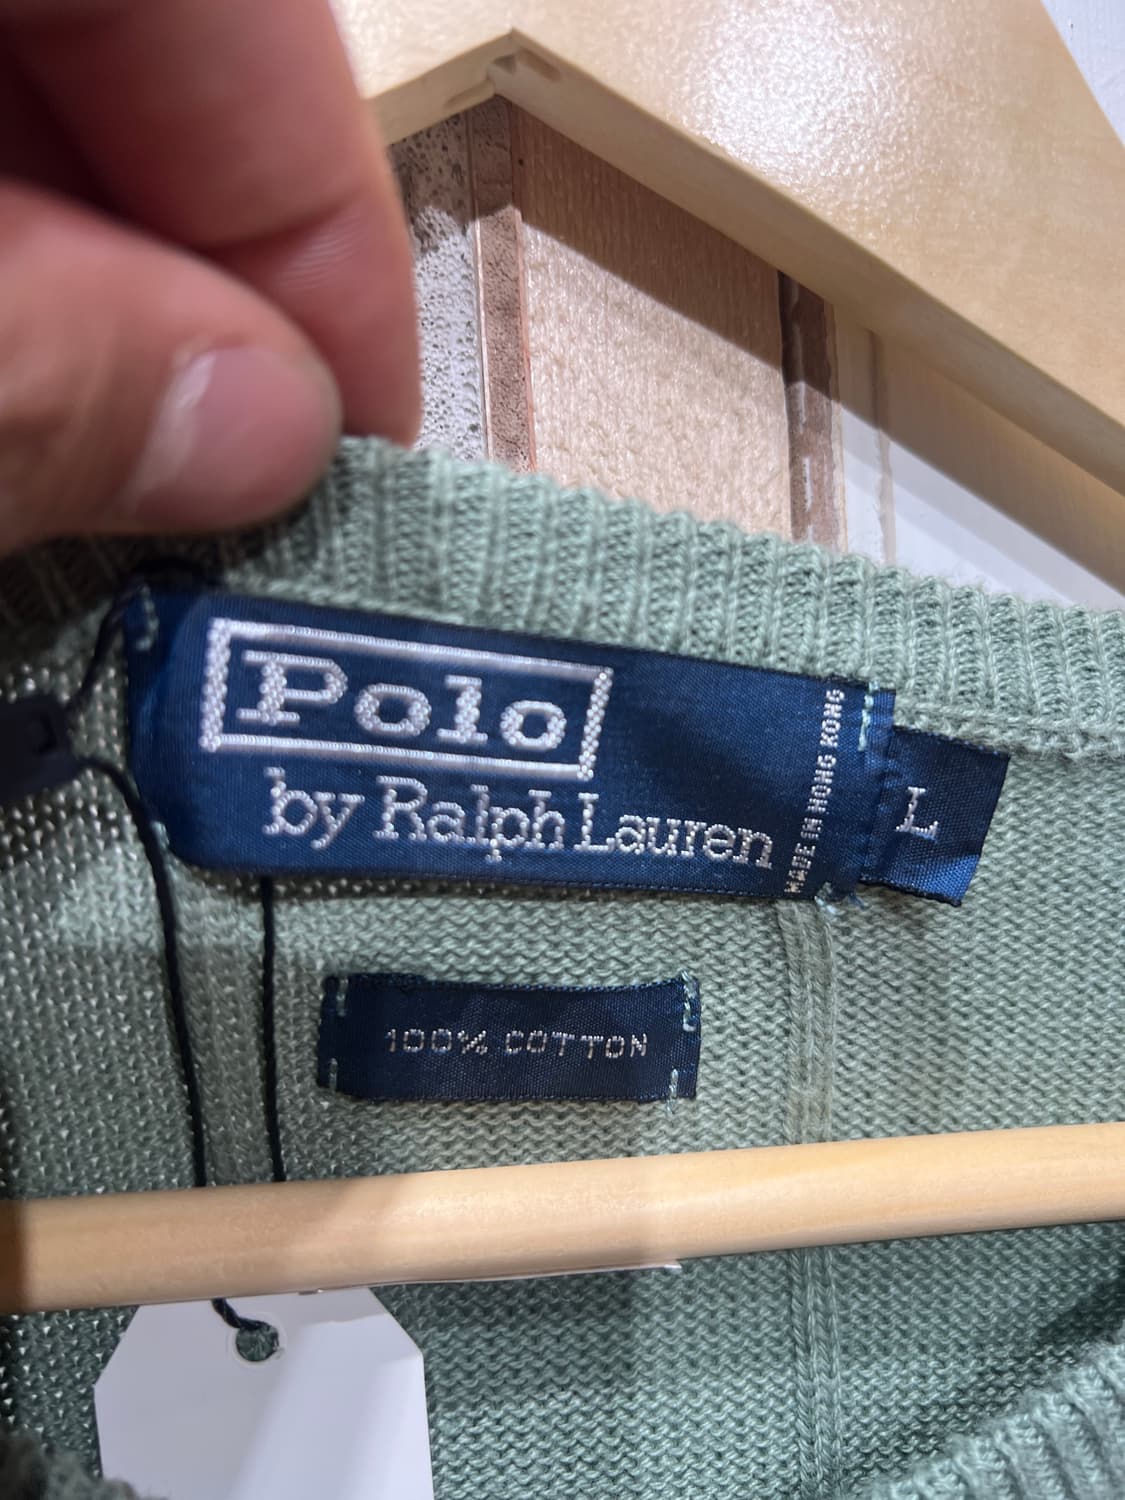 Polo
by Ralph Lauren
MADE IN HONG KONG
L
100% COTTON